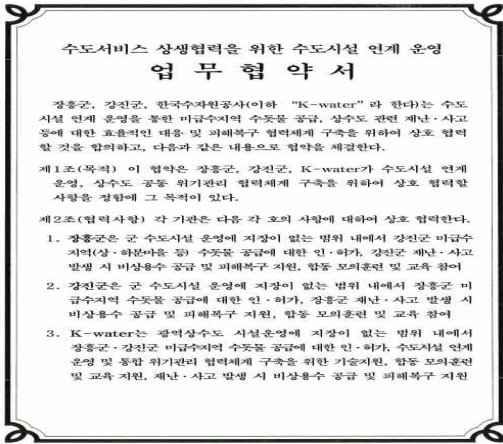 수도서비스 상생협력을 위한 수도시설 연계 운영
업 무 협 약 서
장흥군, 강진군, 한국수자원공사(이하 “K-water”라 한다)는 수도
시설 연계 운영을 통한 미급수지역 수돗물 공급, 상수도 관련 재난·사고
등에 대한 효율적인 대응 및 피해복구 협력체계 구축을 위하여 상호 협력
할 것을 합의하고, 다음과 같은 내용으로 협약을 체결한다.
제1조(목적) 이 협약은 장흥군, 강진군, K-water가 수도시설 연계
운영, 상수도 공동 위기관리 협력체계 구축을 위하여 상호 협력할
사항을 정함에 그 목적이 있다.
제2조(협력사항) 각 기관은 다음 각 호의 사항에 대하여 상호 협력한다.
1. 장흥군은 군 수도시설 운영에 지장이 없는 범위 내에서 강진군 미급수
지역(상·하분마을 등) 수돗물 공급에 대한 인·허가, 강진군 재난·사고
발생 시 비상용수 공급 및 피해복구 지원, 합동 모의훈련 및 교육 참여
2. 강진군은 군 수도시설 운영에 지장이 없는 범위 내에서 장흥군 미
급수지역 수돗물 공급에 대한 인·허가, 장흥군 재난·사고 발생 시
비상용수 공급 및 피해복구 지원, 합동 모의훈련 및 교육 참여
3. K-water는 광역상수도 시설운영에 지장이 없는 범위 내에서
장흥군·강진군 미급수지역 수돗물 공급에 대한 인·허가, 수도시설 연계
운영 및 통합 위기관리 협력체계 구축을 위한 기술지원, 합동 모의훈련
및 교육 지원, 재난·사고 발생 시 비상용수 공급 및 피해복구 지원